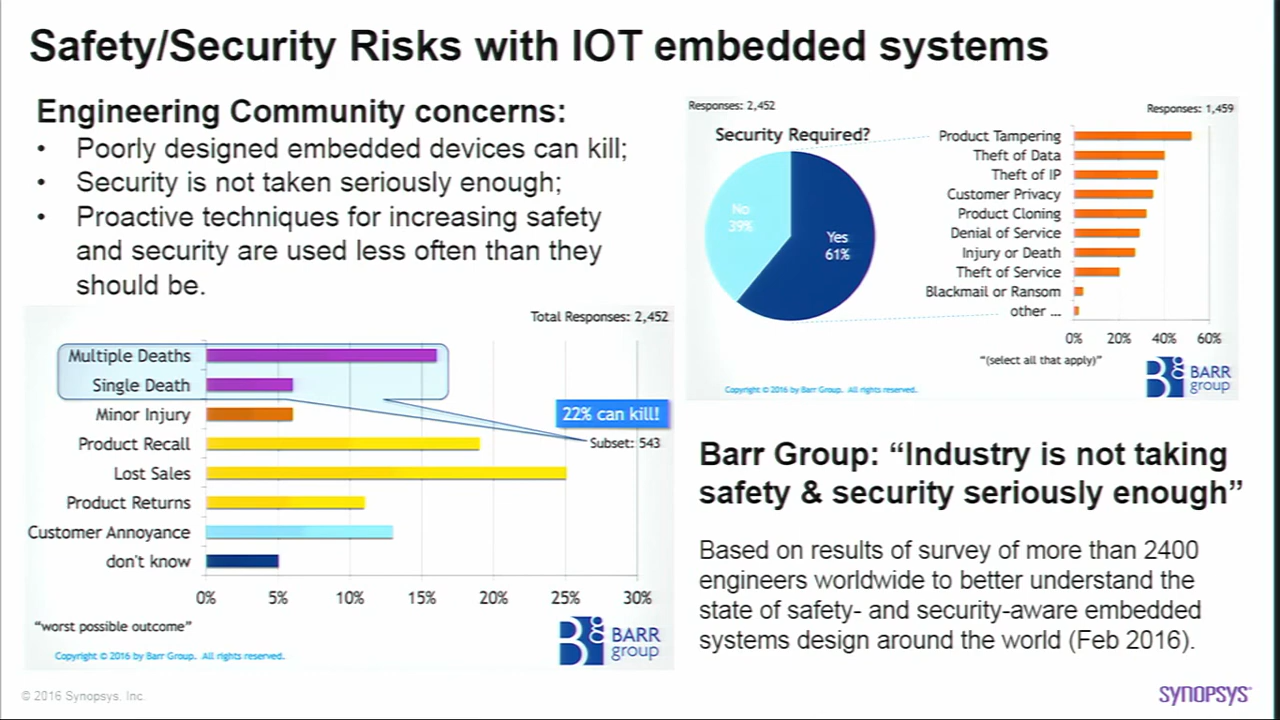 Safety/Security Risks with IOT embedded systems
Engineering Community concerns:
• Poorly designed embedded devices can kill;
• Security is not taken seriously enough;
• Proactive techniques for increasing safety
and security are used less often than they
should be.
Total Responses: 2,452
Multiple Deaths
Single Death
Minor Injury
22% can kill!
Product Recall
Subset: 543
Lost Sales
Product Returns
Customer Annoyance
don't know
0% 5% 10% 15% 20% 25% 30%
"worst possible outcome"
BARR
group
Copyright © 2016 by Barr Group. All rights reserved.
Responses: 2,452
Responses: 1,459
Security Required?
No
39%
Yes
61%
Product Tampering
Theft of Data
Theft of IP
Customer Privacy
Product Cloning
Denial of Service
Injury or Death
Theft of Service
Blackmail or Ransom
other ...
0% 20% 40% 60%
"(select all that apply)"
BARR
group
Copyright © 2016 by Barr Group. All rights reserved.
Barr Group: “Industry is not taking
safety & security seriously enough”
Based on results of survey of more than 2400
engineers worldwide to better understand the
state of safety- and security-aware embedded
systems design around the world (Feb 2016).
© 2016 Synopsys, Inc.
SYNOPSYS